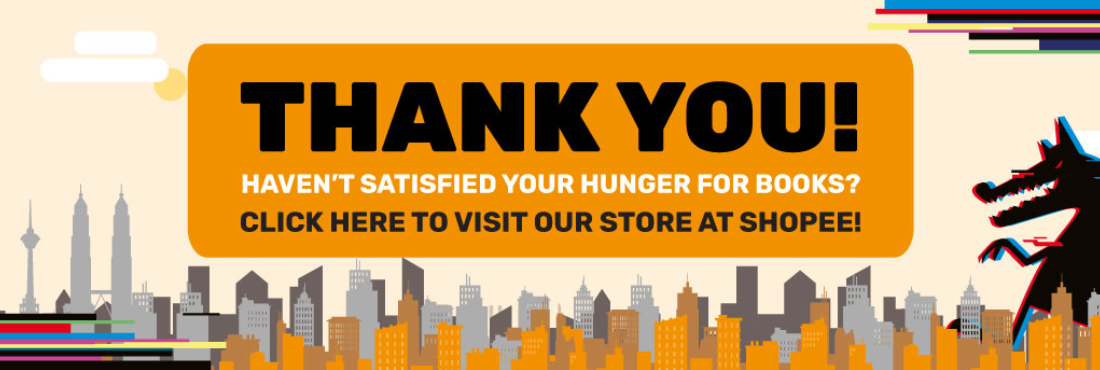 THANK YOU!
HAVEN'T SATISFIED YOUR HUNGER FOR BOOKS?
CLICK HERE TO VISIT OUR STORE AT SHOPEE!